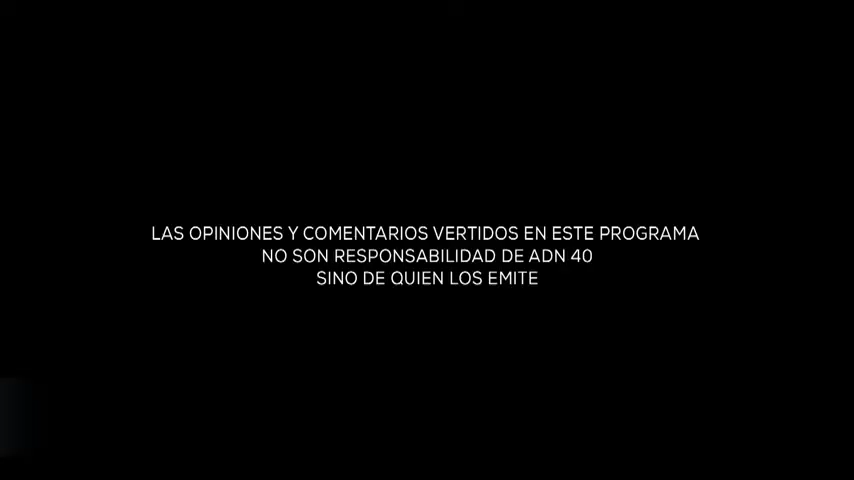 LAS OPINIONES Y COMENTARIOS VERTIDOS EN ESTE PROGRAMA
NO SON RESPONSABILIDAD DE ADN 40
SINO DE QUIEN LOS EMITE